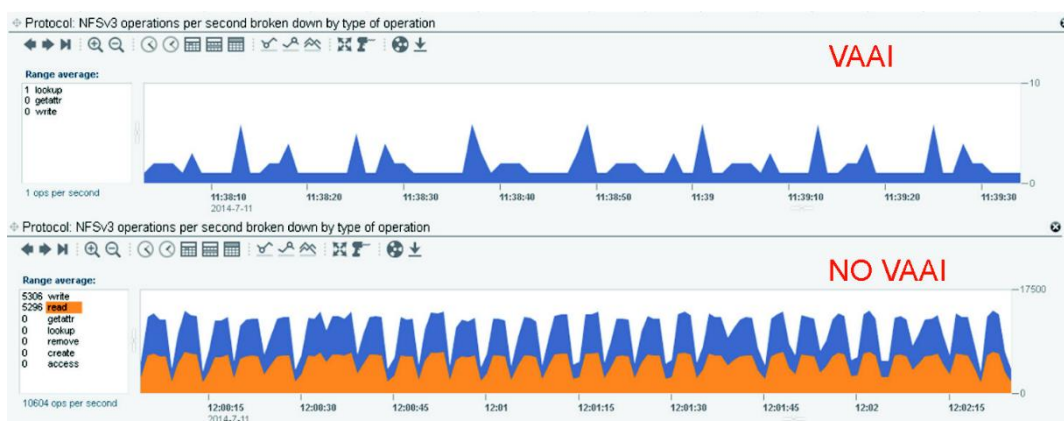 Protocol: NFSv3 operations per second broken down by type of operation
VAAI
Range average:
1 lookup
0 getattr
0 write
10
0
1 ops per second
11:38:10 11:38:20 11:38:30 11:38:40 11:38:50 11:39 11:39:10 11:39:20 11:39:30
2014-7-11
Protocol: NFSv3 operations per second broken down by type of operation
NO VAAI
Range average:
5306 write
5296 read
0 getattr
0 lookup
0 remove
0 create
0 access
17500
0
10604 ops per second
12:00:15 12:00:30 12:00:45 12:01 12:01:15 12:01:30 12:01:45 12:02 12:02:15
2014-7-11